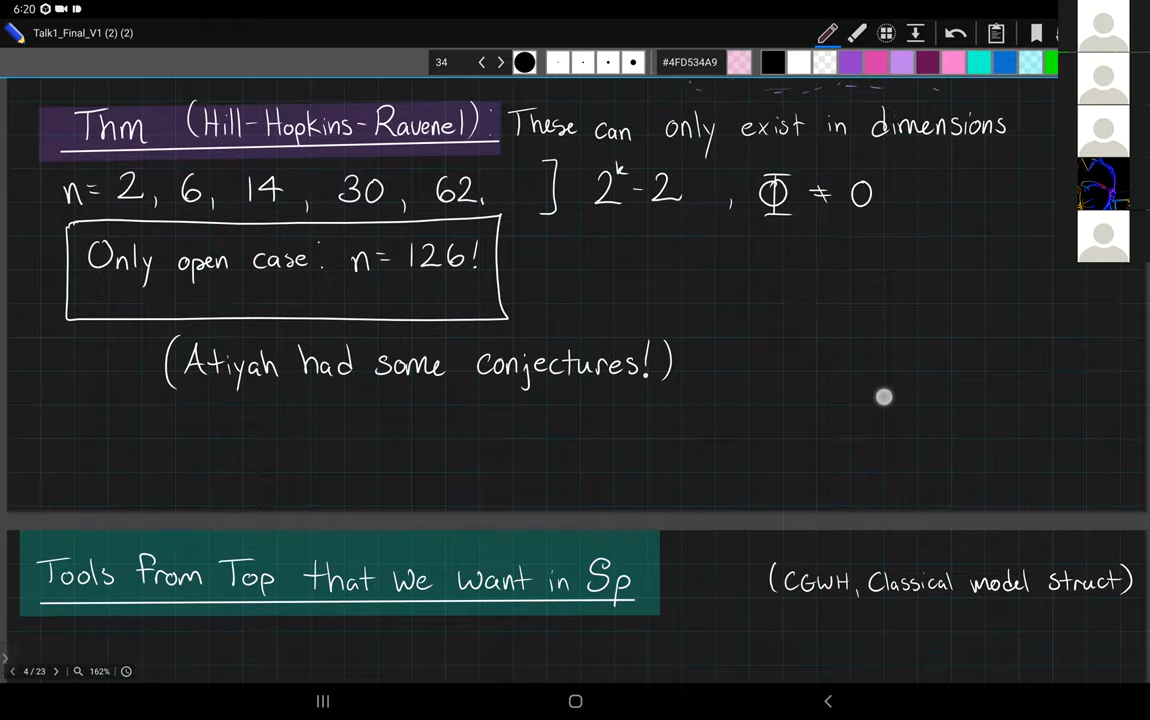 6:20
Talk1_Final_V1 (2) (2)
34
#4FD534A9
Thm (Hill-Hopkins-Ravenel): These can only exist in dimensions
n= 2, 6, 14, 30, 62. ] 2^k-2, Φ ≠ 0
Only open case: n= 126!
(Atiyah had some conjectures!)
Tools from Top that we want in Sp (CGWH, Classical model struct)
4/23
162%